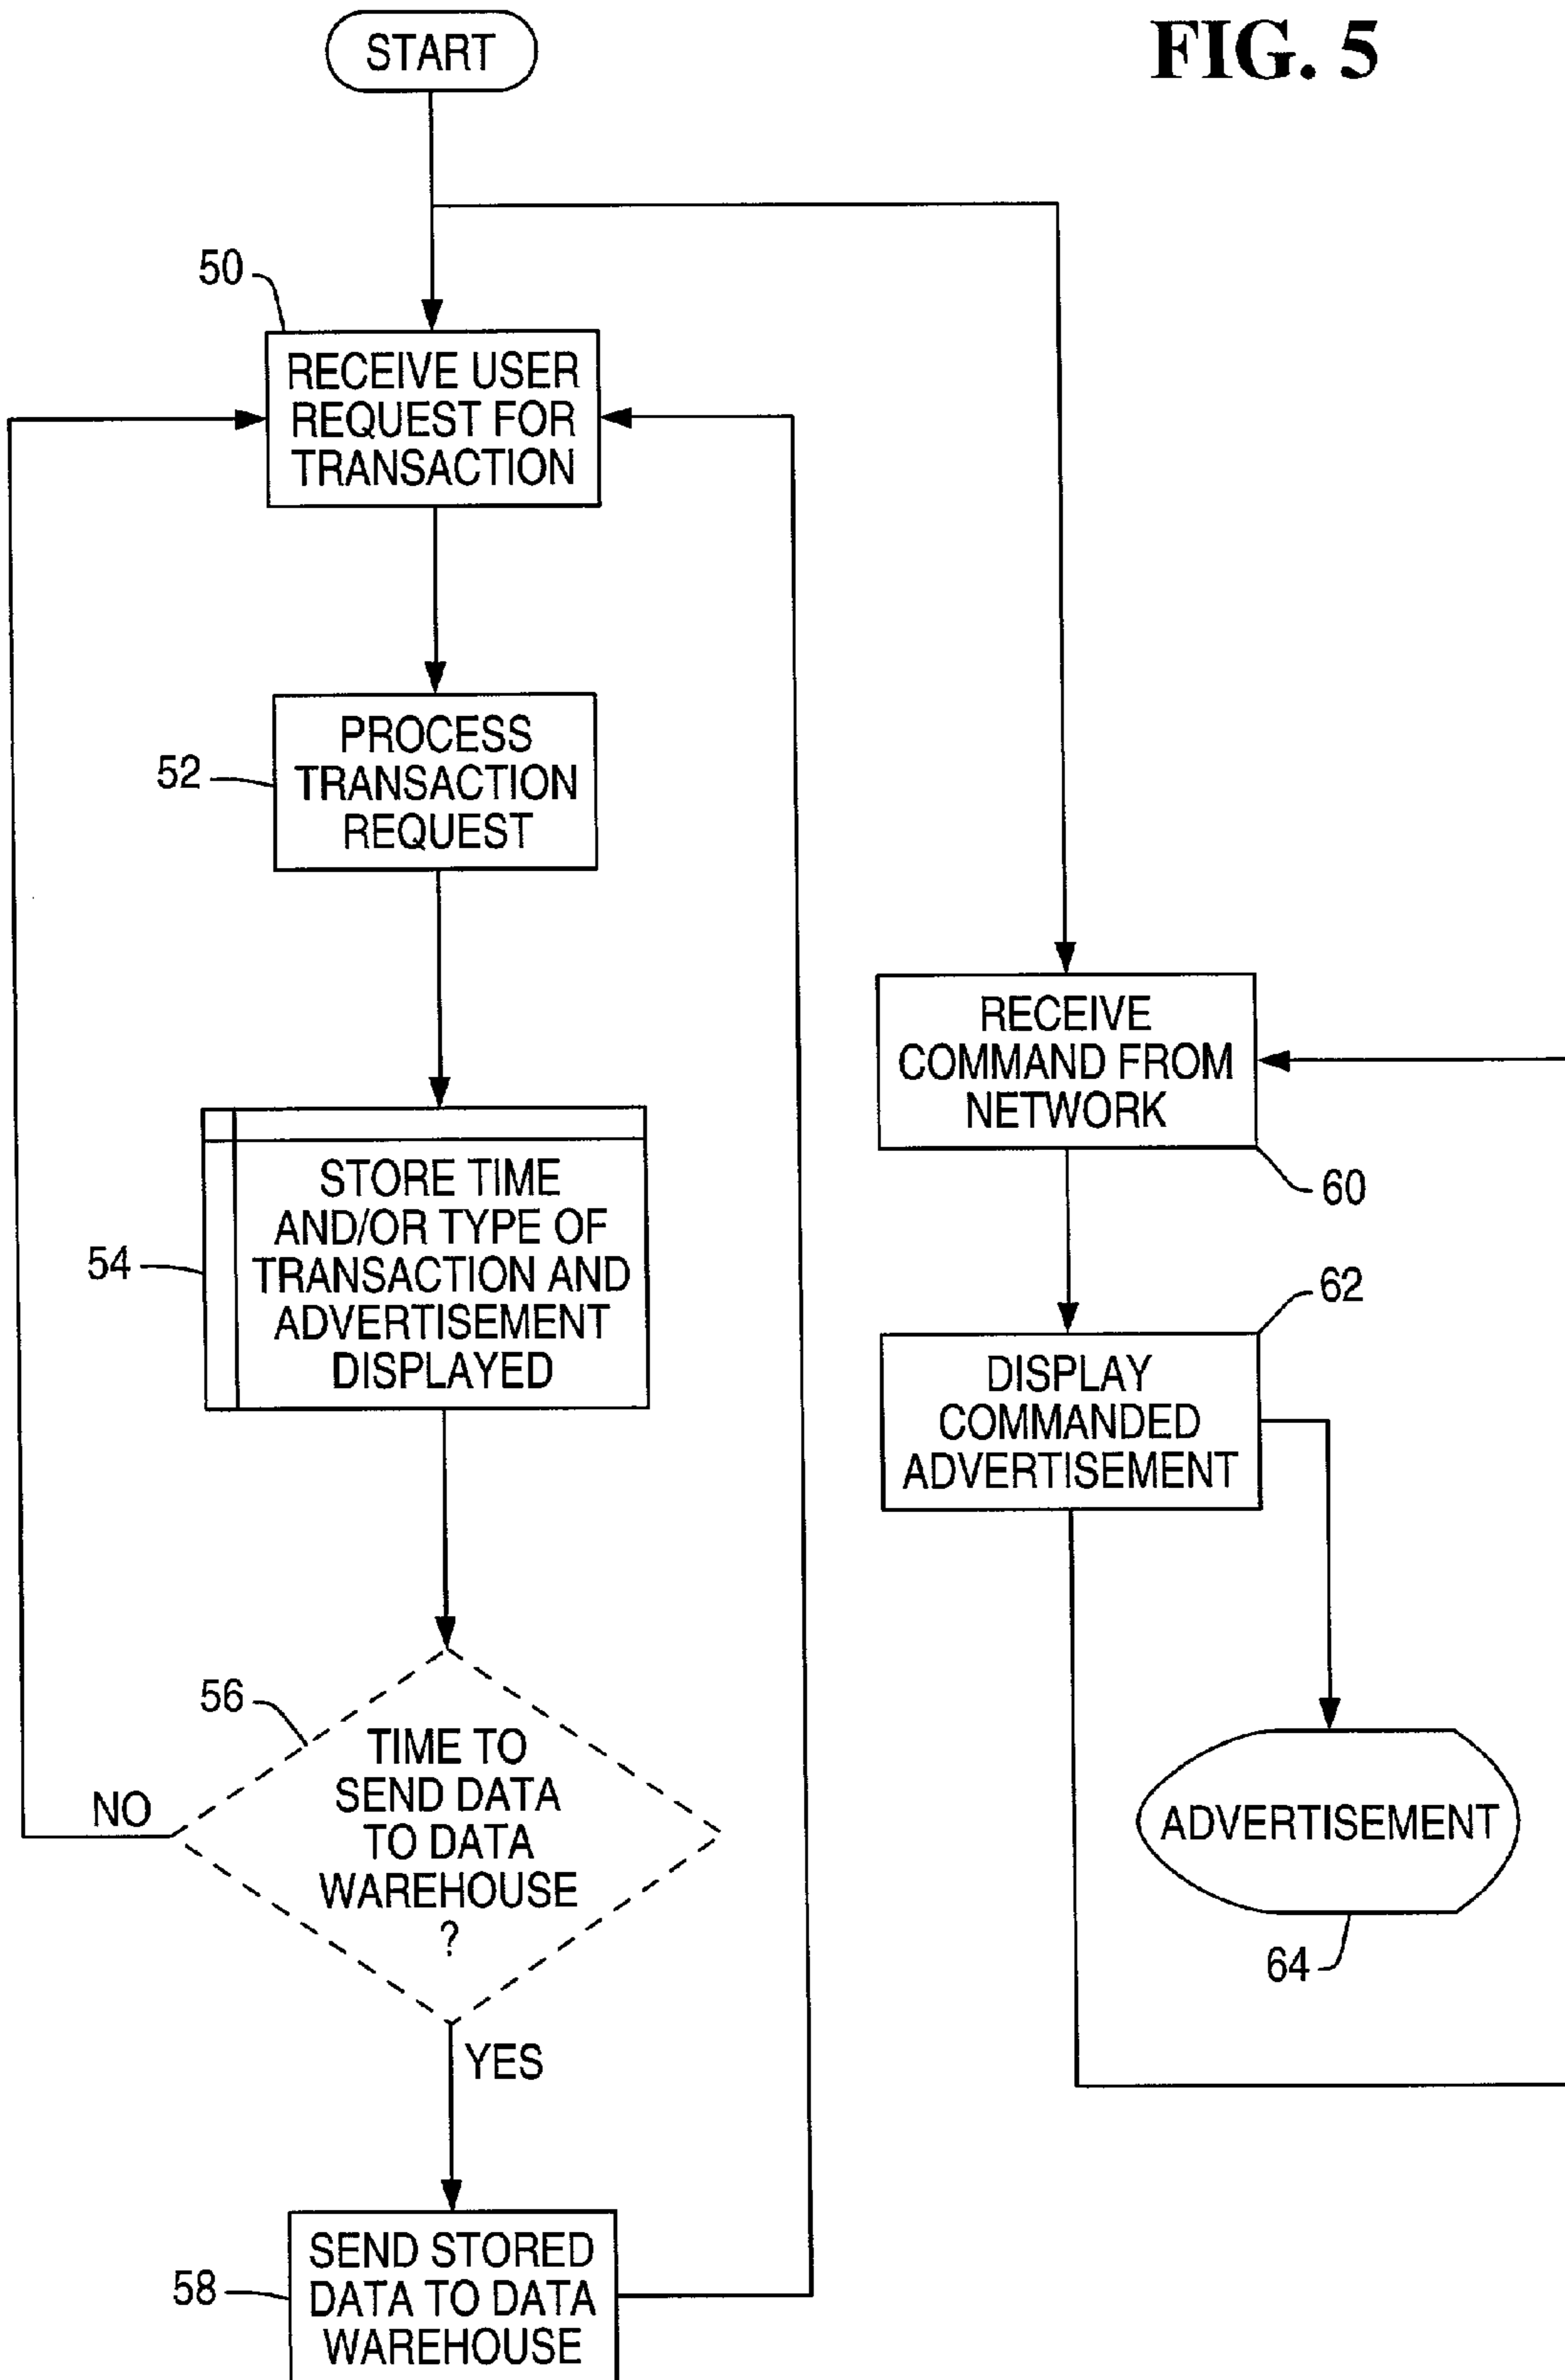 FIG. 5
START
50
RECEIVE USER
REQUEST FOR
TRANSACTION
52
PROCESS
TRANSACTION
REQUEST
54
STORE TIME
AND/OR TYPE OF
TRANSACTION AND
ADVERTISEMENT
DISPLAYED
56
TIME TO
SEND DATA
TO DATA
WAREHOUSE
?
NO
YES
58
SEND STORED
DATA TO DATA
WAREHOUSE
RECEIVE
COMMAND FROM
NETWORK
60
62
DISPLAY
COMMANDED
ADVERTISEMENT
ADVERTISEMENT
64